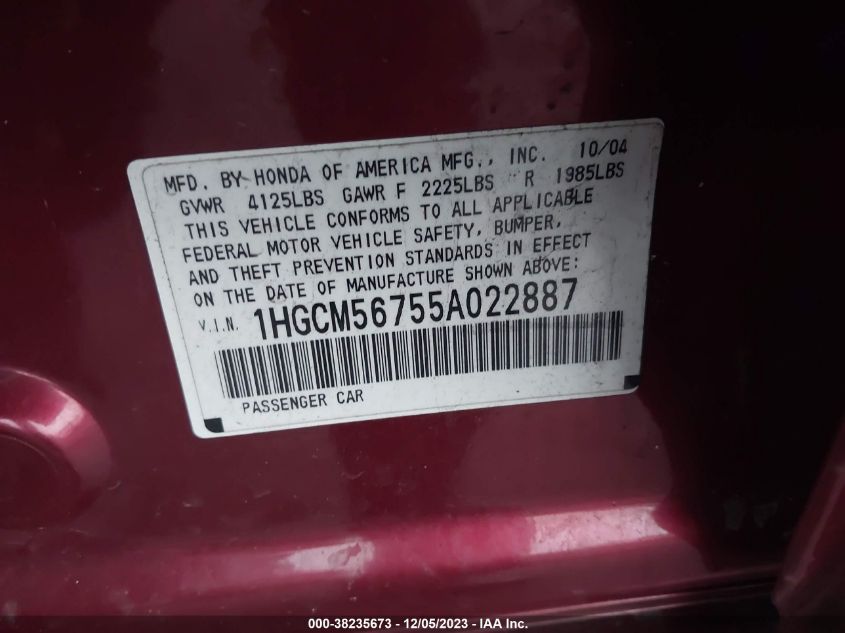 MFD. BY HONDA OF AMERICA MFG., INC. 10/04
GVWR 4125LBS GAWR F 2225LBS R 1985LBS
THIS VEHICLE CONFORMS TO ALL APPLICABLE
FEDERAL MOTOR VEHICLE SAFETY, BUMPER,
AND THEFT PREVENTION STANDARDS IN EFFECT
ON THE DATE OF MANUFACTURE SHOWN ABOVE:
V.I.N. 1HGCM56755A022887
PASSENGER CAR
000-38235673 - 12/05/2023 - IAA Inc.